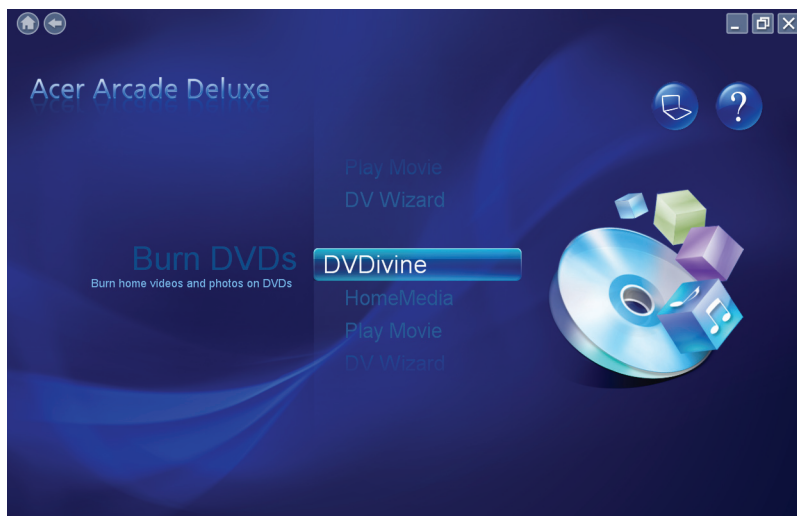 Acer Arcade Deluxe
?
Play Movie
DV Wizard
Burn DVDs
Burn home videos and photos on DVDs
DVDivine
HomeMedia
Play Movie
DV Wizard